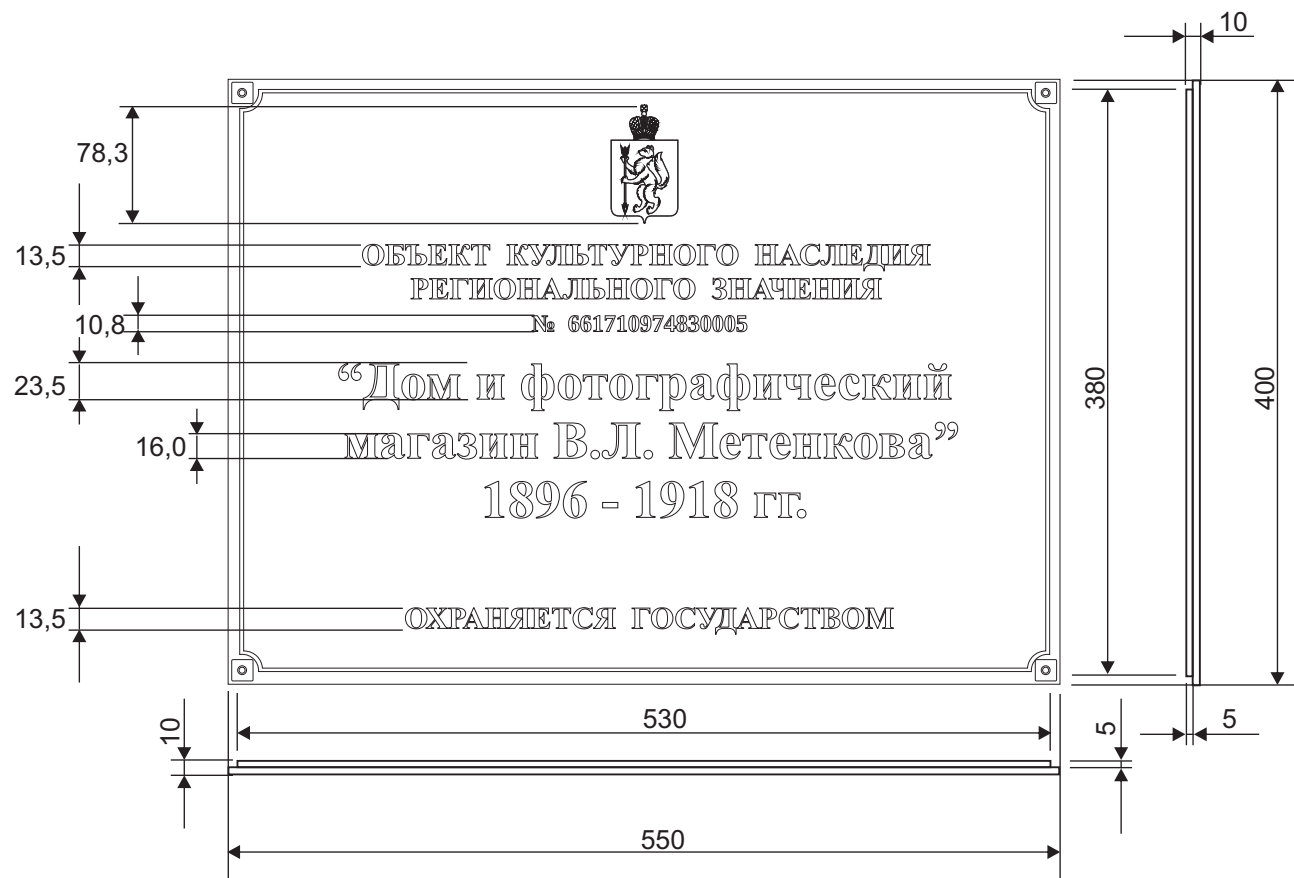 10
78,3
13,5
ОБЪЕКТ КУЛЬТУРНОГО НАСЛЕДИЯ
РЕГИОНАЛЬНОГО ЗНАЧЕНИЯ
10,8
№ 661710974830005
23,5
“Дом и фотографический
380
400
16,0
магазин В.Л. Метенкова”
1896 - 1918 гг.
13,5
ОХРАНЯЕТСЯ ГОСУДАРСТВОМ
10
530
5
5
550